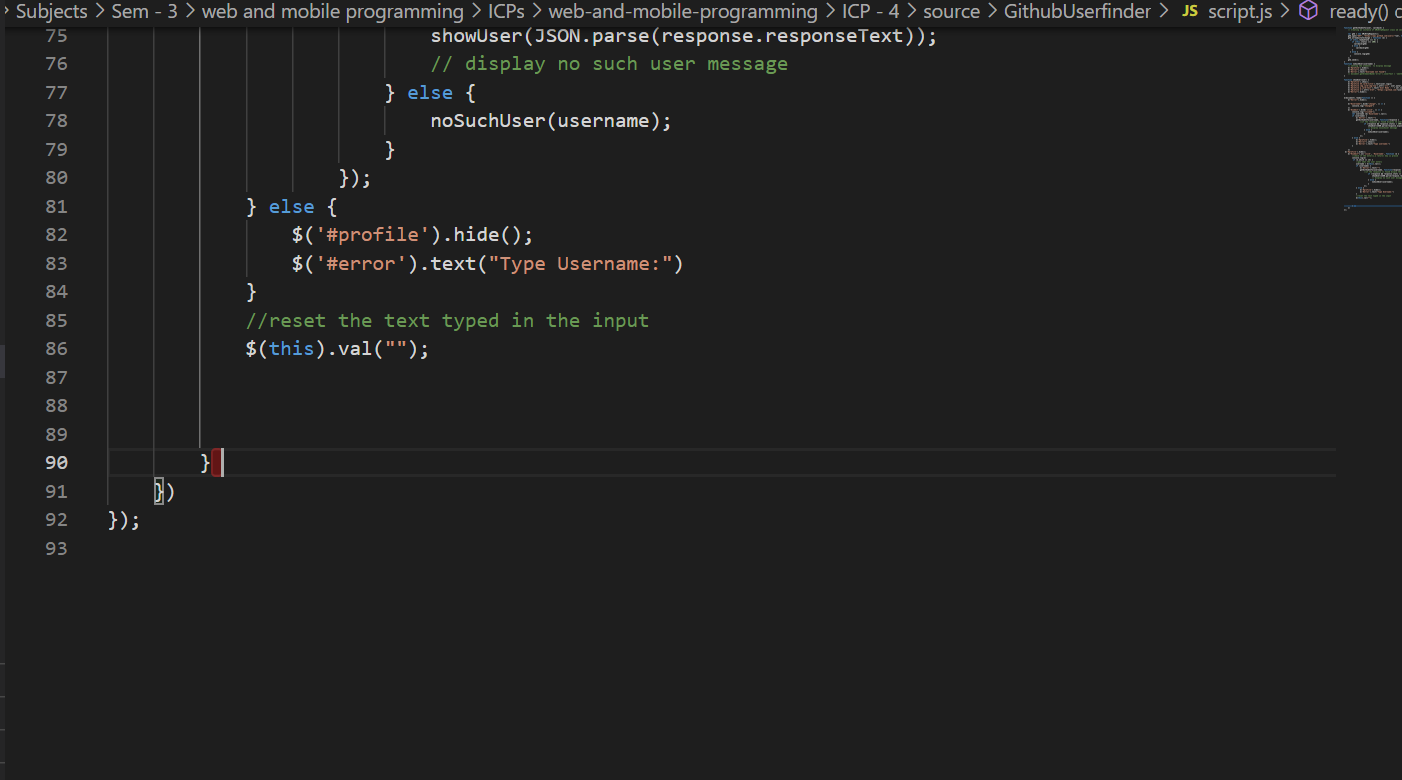 Subjects > Sem - 3 > web and mobile programming > ICPs > web-and-mobile-programming > ICP - 4 > source > GithubUserfinder > JS script.js > ready()
75 showUser(JSON.parse(response.responseText));
76 // display no such user message
77 } else {
78 noSuchUser(username);
79 }
80 });
81 } else {
82 $('#profile').hide();
83 $('#error').text("Type Username:")
84 }
85 //reset the text typed in the input
86 $(this).val("");
87
88
89
90 }
91 })
92 });
93